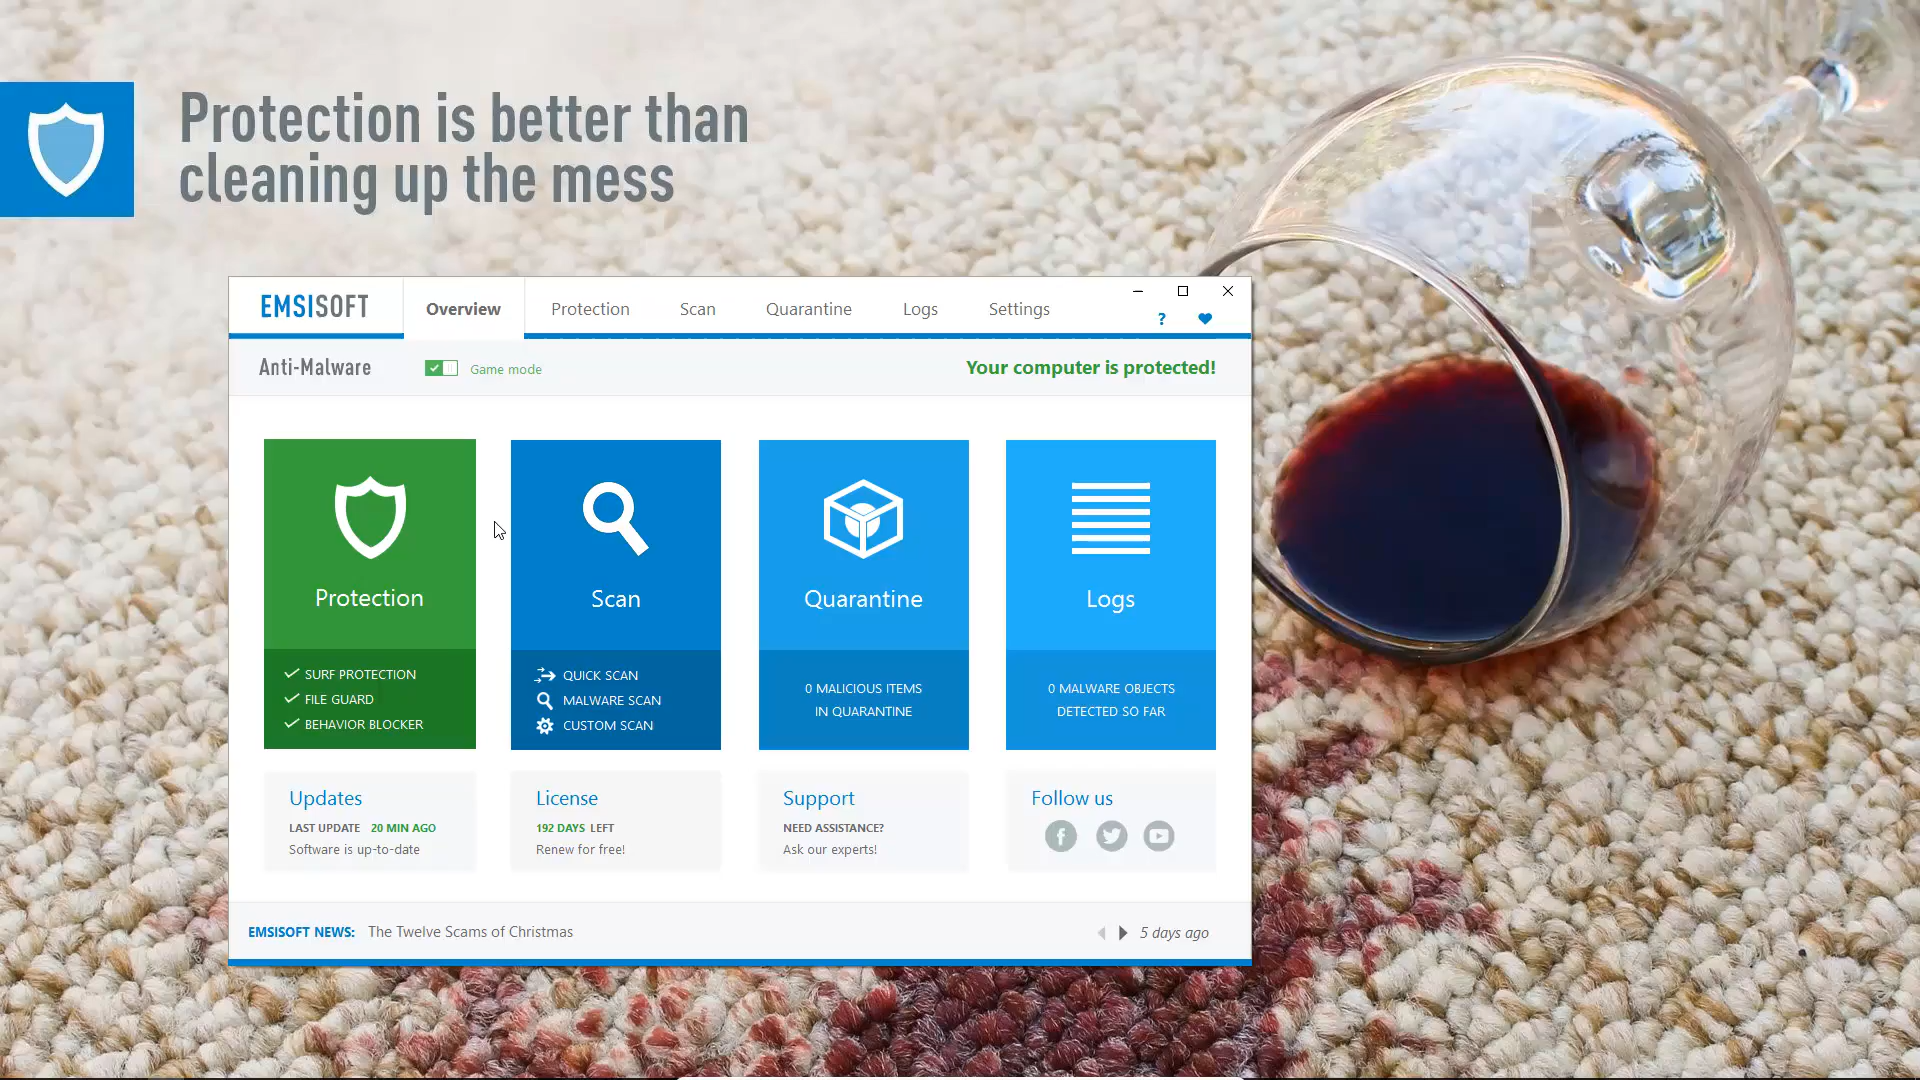 Protection is better than
cleaning up the mess
EMSISOFT
Overview
Protection
Scan
Quarantine
Logs
Settings
?
Anti-Malware
Game mode
Your computer is protected!
Protection
SURF PROTECTION
FILE GUARD
BEHAVIOR BLOCKER
Scan
QUICK SCAN
MALWARE SCAN
CUSTOM SCAN
Quarantine
0 MALICIOUS ITEMS
IN QUARANTINE
Logs
0 MALWARE OBJECTS
DETECTED SO FAR
Updates
LAST UPDATE 20 MIN AGO
Software is up-to-date
License
192 DAYS LEFT
Renew for free!
Support
NEED ASSISTANCE?
Ask our experts!
Follow us
EMSISOFT NEWS: The Twelve Scams of Christmas
5 days ago